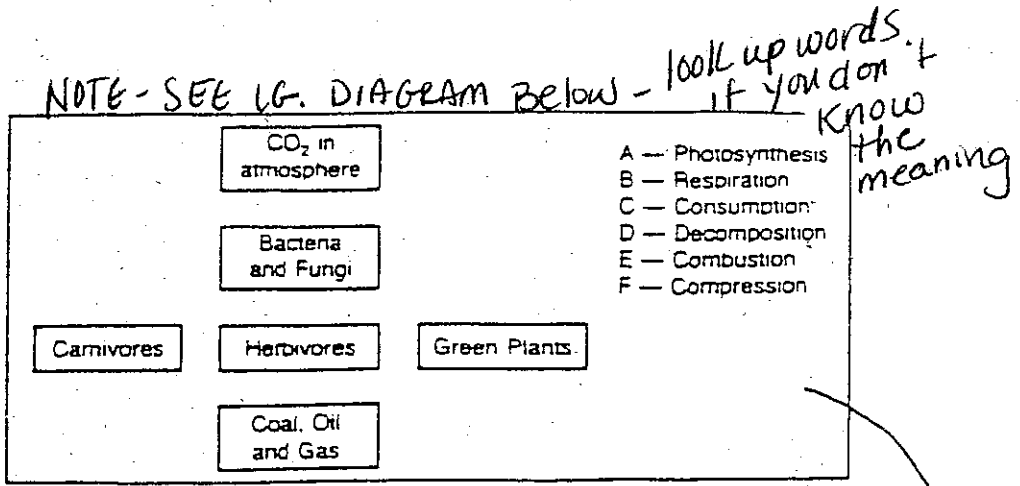 NOTE - SEE LG. DIAGRAM Below - look up words.
if you don't
know
the
meaning
CO₂ in
atmosphere
A — Photosynthesis
B — Respiration
C — Consumption
D — Decomposition
E — Combustion
F — Compression
Bacteria
and Fungi
Carnivores
Herbivores
Green Plants
Coal, Oil
and Gas